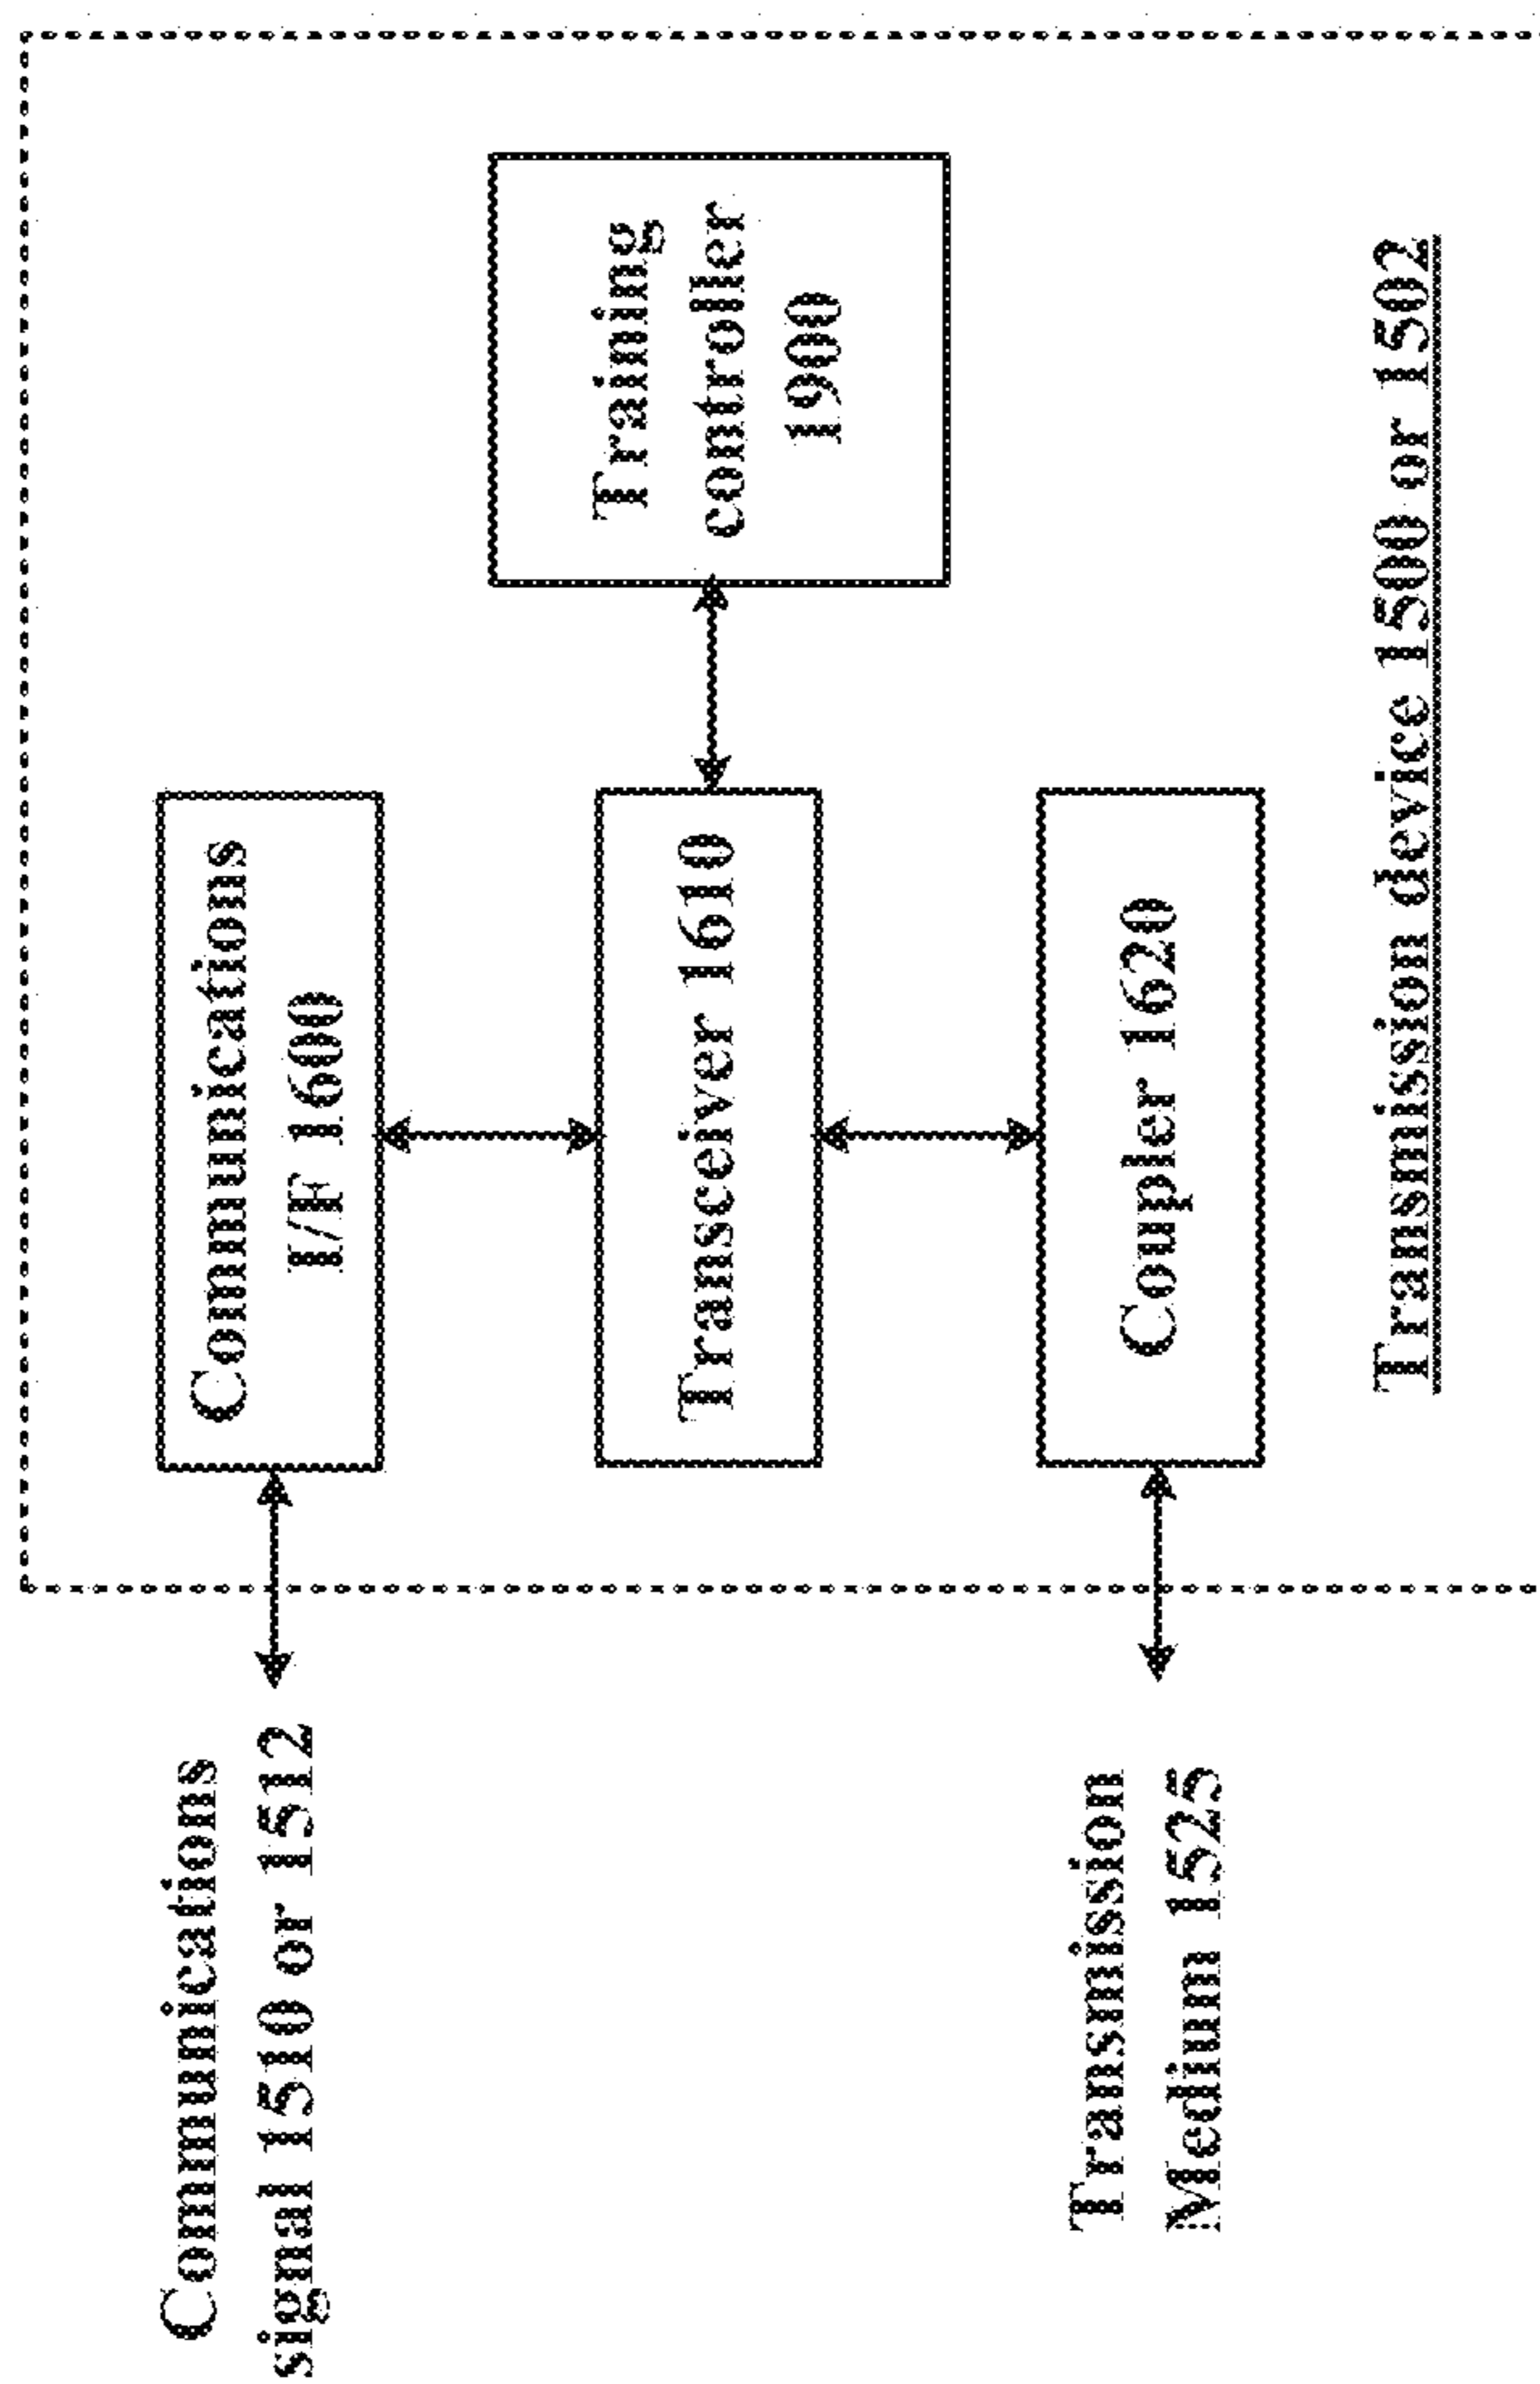 Communications
signal 1510 or 1512
Communications
I/F 1600
Transceiver 1610
Training
controller
1900
Transmission
Medium 1525
Coupler 1620
Transmission device 1500 or 1502